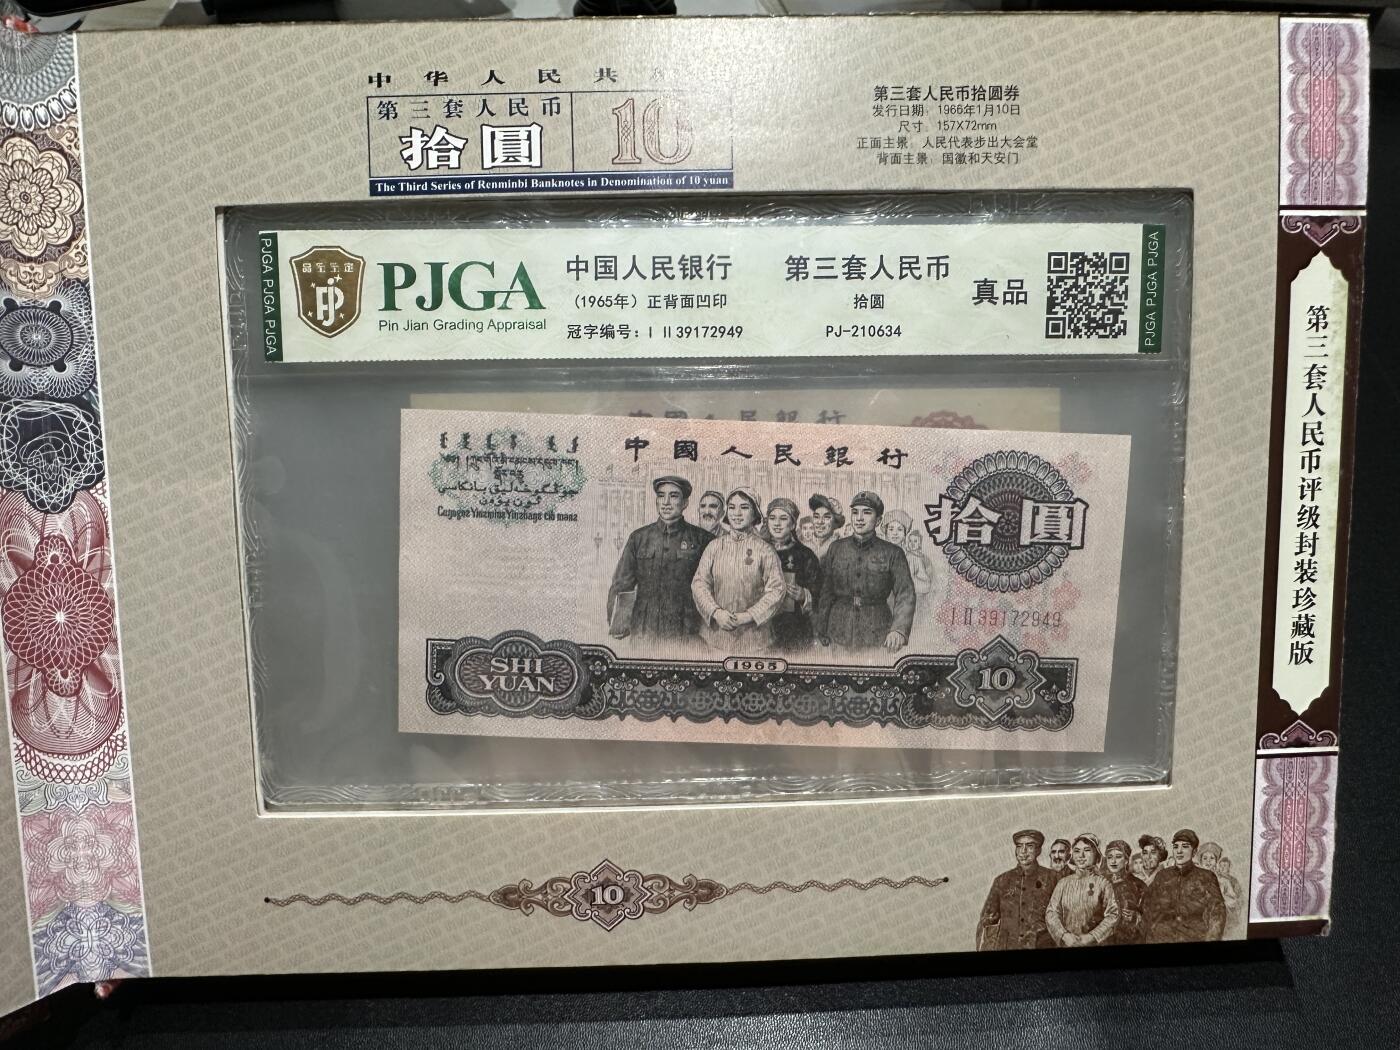 中华人民共
第三套人民币
拾圆
10
The Third Series of Renminbi Banknotes in Denomination of 10 yuan
第三套人民币拾圆券
发行日期：1966年1月10日
尺寸：157X72mm
正面主景：人民代表步出大会堂
背面主景：国徽和天安门
PJGA PJGA PJGA
品至至定
PJGA
Pin Jian Grading Appraisal
中国人民银行
(1965年) 正背面凹印
冠字编号：I II 39172949
第三套人民币
拾圆
PJ-210634
真品
PJGA PJGA PJGA
中國人民銀行
拾圆
I II 39172949
SHI
YUAN
1965
10
10
第三套人民币评级封装珍藏版